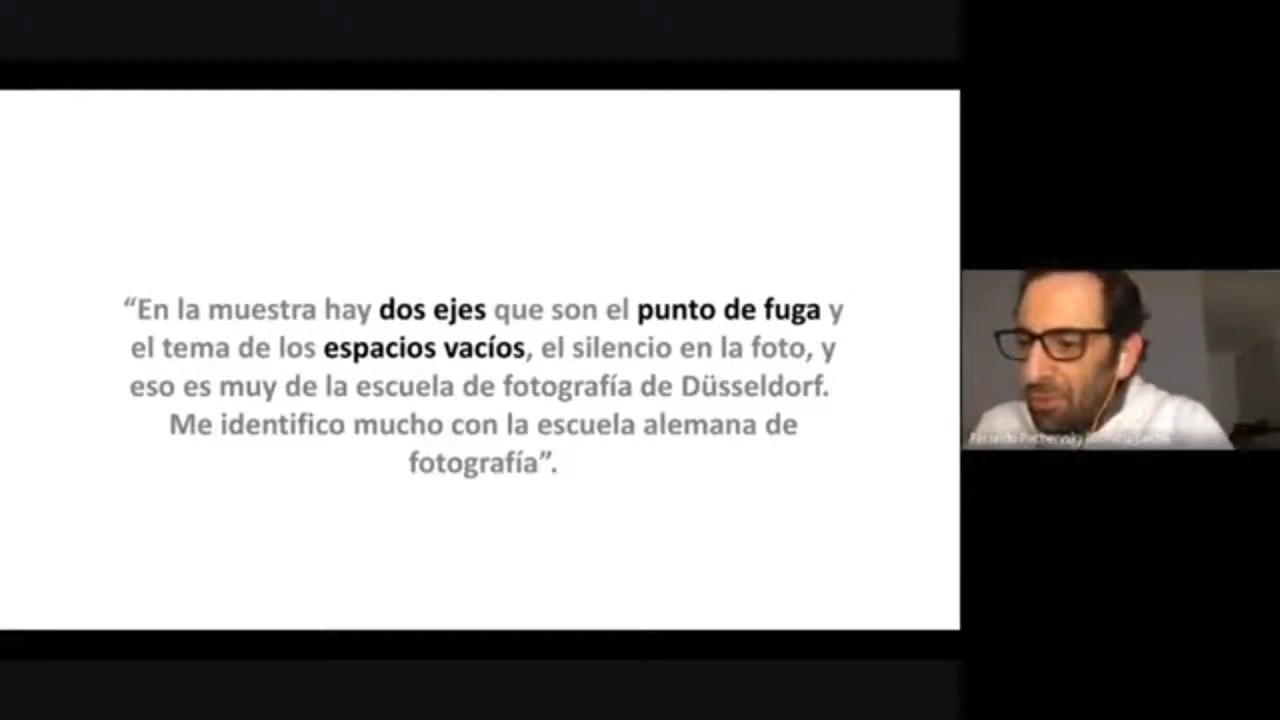 “En la muestra hay dos ejes que son el punto de fuga y
el tema de los espacios vacíos, el silencio en la foto, y
eso es muy de la escuela de fotografía de Düsseldorf.
Me identifico mucho con la escuela alemana de
fotografía”.